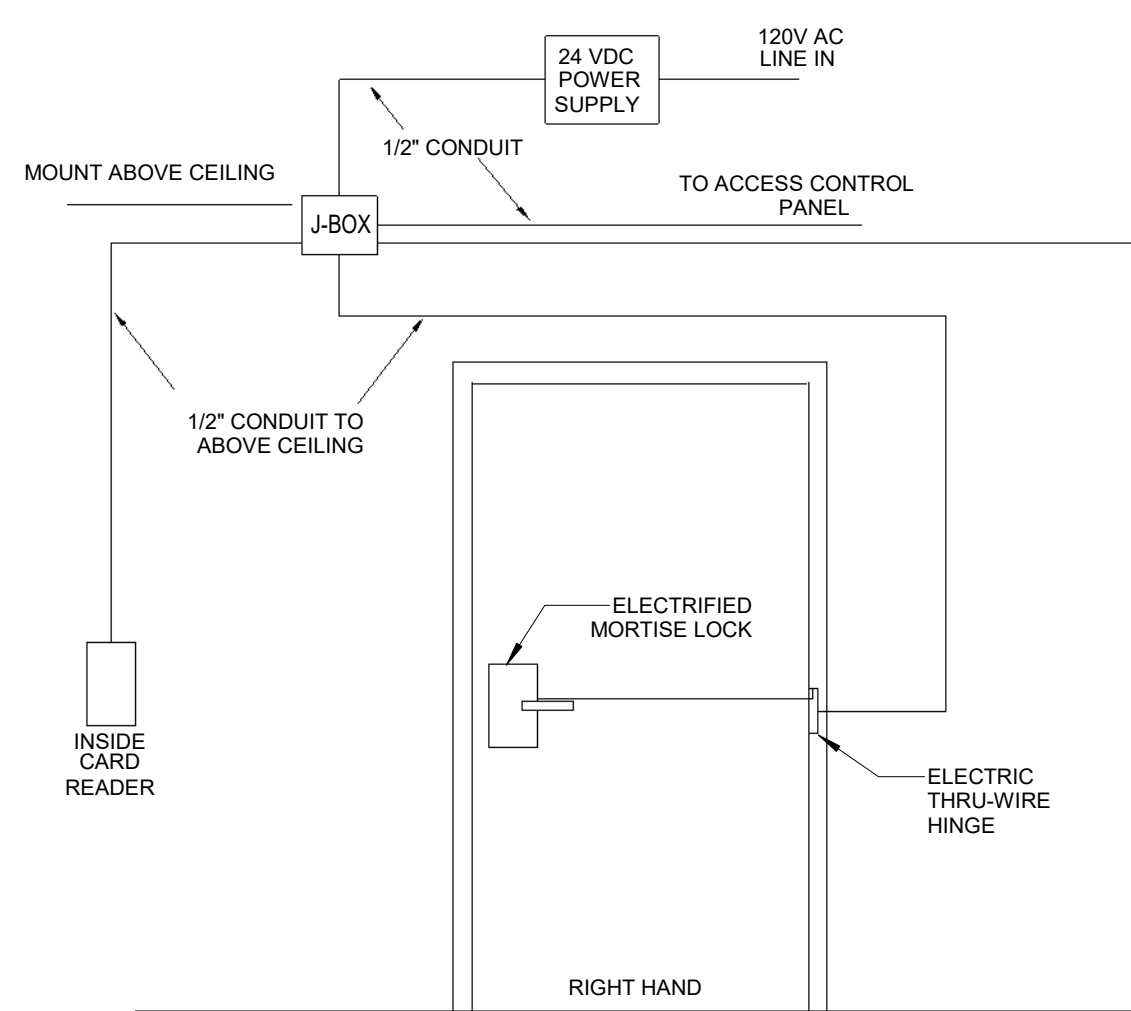 120V AC
LINE IN
24 VDC
POWER
SUPPLY
1/2" CONDUIT
MOUNT ABOVE CEILING
TO ACCESS CONTROL
PANEL
J-BOX
1/2" CONDUIT TO
ABOVE CEILING
ELECTRIFIED
MORTISE LOCK
INSIDE
CARD
READER
ELECTRIC
THRU-WIRE
HINGE
RIGHT HAND